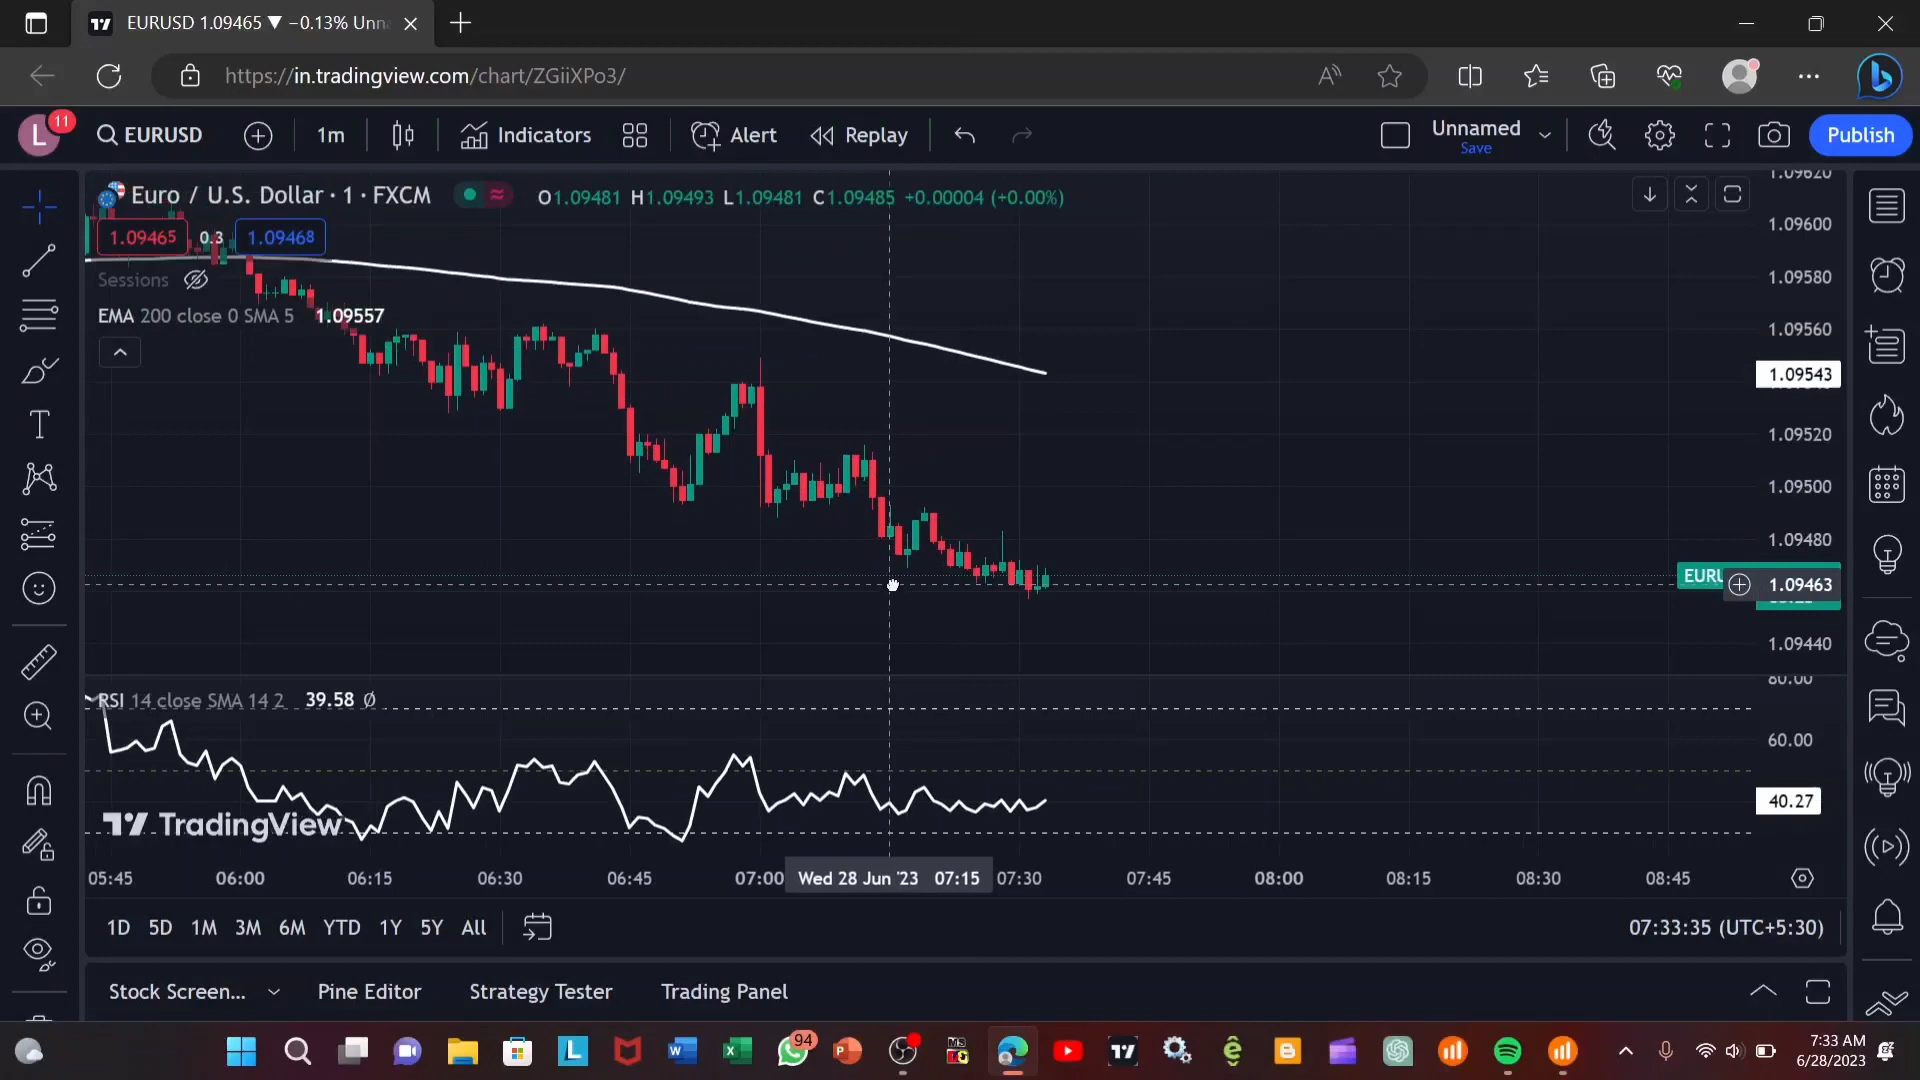 EURUSD 1.09465 ▼ −0.13% Unn
https://in.tradingview.com/chart/ZGiiXPo3/
L 11 EURUSD 1m Indicators Alert Replay Unnamed Save Publish
Euro / U.S. Dollar · 1 · FXCM O1.09481 H1.09493 L1.09481 C1.09485 +0.00004 (+0.00%)
1.09465 0.3 1.09468
Sessions
EMA 200 close 0 SMA 5 1.09557
1.09620
1.09600
1.09580
1.09560
1.09543
1.09520
1.09500
1.09480
EURU 1.09463
1.09440
RSI 14 close SMA 14 2 39.58 Ø
80.00
60.00
40.27
TradingView
05:45 06:00 06:15 06:30 06:45 07:00 Wed 28 Jun '23 07:15 07:30 07:45 08:00 08:15 08:30 08:45
1D 5D 1M 3M 6M YTD 1Y 5Y All 07:33:35 (UTC+5:30)
Stock Screen... Pine Editor Strategy Tester Trading Panel
94
7:33 AM
6/28/2023